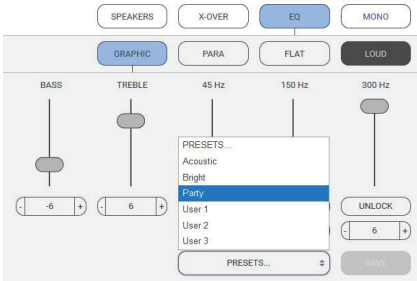 SPEAKERS X-OVER EQ MONO
GRAPHIC PARA FLAT LOUD
BASS TREBLE 45 Hz 150 Hz 300 Hz
PRESETS...
Acoustic
Bright
Party
User 1
User 2
User 3
- -6 + - 6 + UNLOCK
- 6 +
PRESETS... SAVE